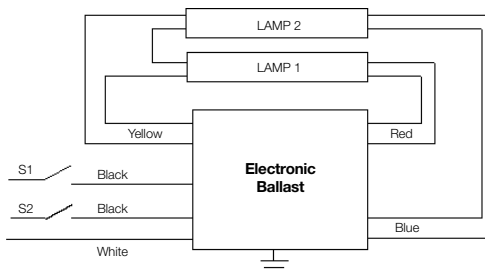 LAMP 2
LAMP 1
Yellow
Red
S1
Black
Electronic
Ballast
S2
Black
Blue
White